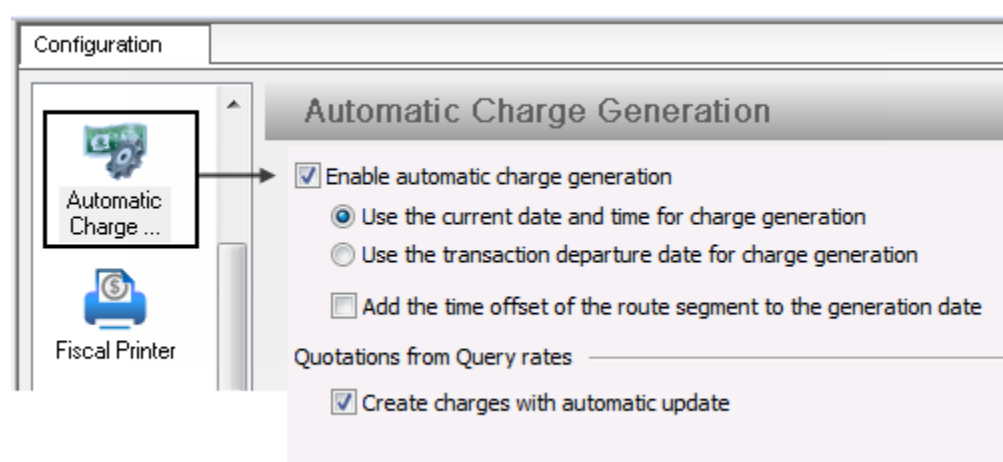 Configuration
Automatic Charge Generation
Automatic
Charge ...
Fiscal Printer
Enable automatic charge generation
Use the current date and time for charge generation
Use the transaction departure date for charge generation
Add the time offset of the route segment to the generation date
Quotations from Query rates
Create charges with automatic update